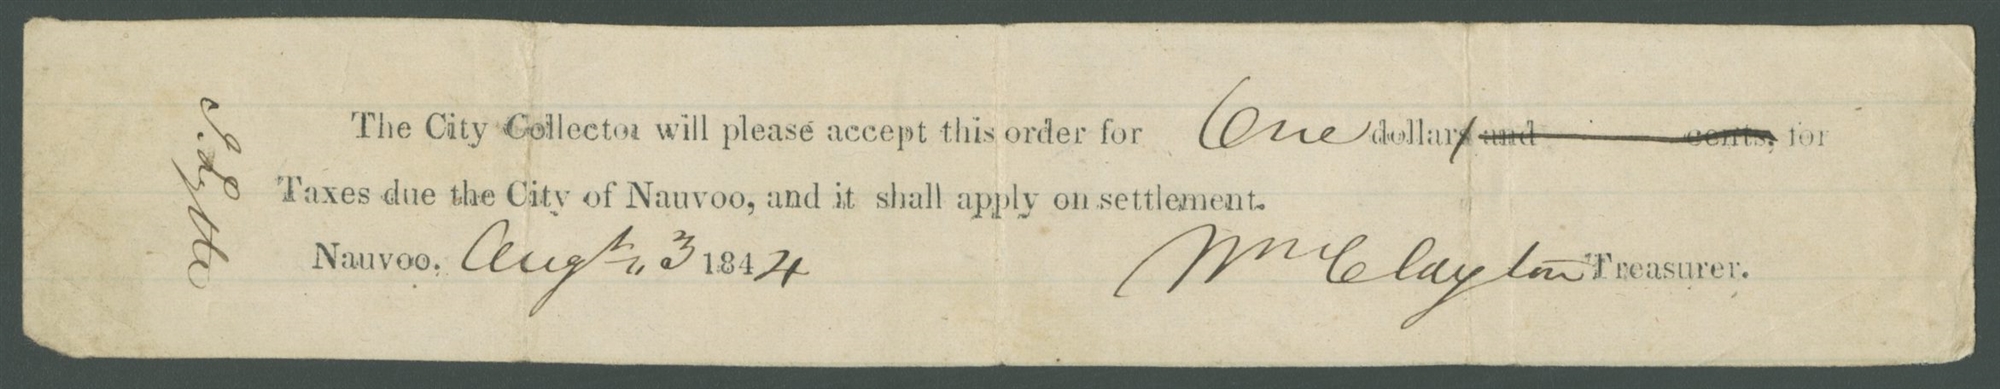 The City Collector will please accept this order for One dollars and cents, for
Taxes due the City of Nauvoo, and it shall apply on settlement.
Nauvoo. Augt. 3 1844 Wm Clayton Treasurer.